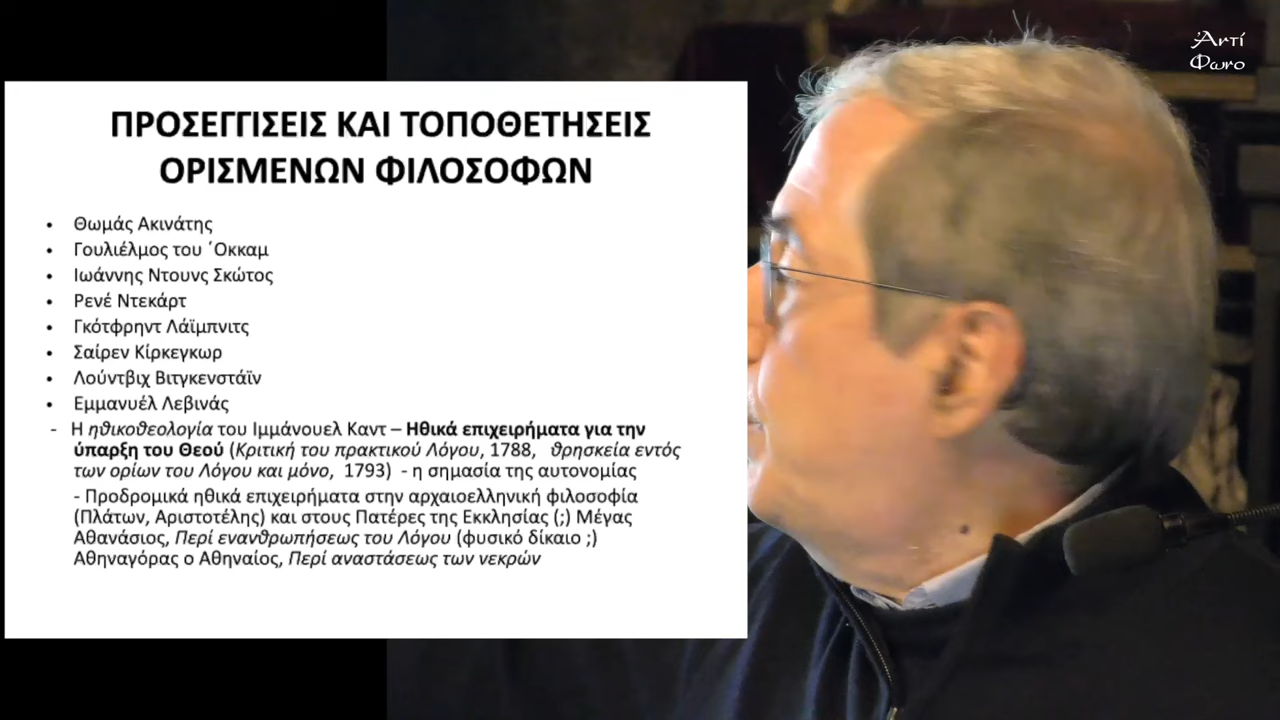 ΠΡΟΣΕΓΓΙΣΕΙΣ ΚΑΙ ΤΟΠΟΘΕΤΗΣΕΙΣ
ΟΡΙΣΜΕΝΩΝ ΦΙΛΟΣΟΦΩΝ
• Θωμάς Ακινάτης
• Γουλιέλμος του ΄Οκκαμ
• Ιωάννης Ντουνς Σκώτος
• Ρενέ Ντεκάρτ
• Γκότφρηντ Λάϊμπνιτς
• Σαίρεν Κίρκεγκωρ
• Λούντβιχ Βιτγκενστάϊν
• Εμμανυέλ Λεβινάς
- Η ηθικοθεολογία του Ιμμάνουελ Καντ – Ηθικά επιχειρήματα για την
ύπαρξη του Θεού (Κριτική του πρακτικού Λόγου, 1788, θρησκεία εντός
των ορίων του Λόγου και μόνο, 1793) - η σημασία της αυτονομίας
- Προδρομικά ηθικά επιχειρήματα στην αρχαιοελληνική φιλοσοφία
(Πλάτων, Αριστοτέλης) και στους Πατέρες της Εκκλησίας (;) Μέγας
Αθανάσιος, Περί ενανθρωπήσεως του Λόγου (φυσικό δίκαιο ;)
Αθηναγόρας ο Αθηναίος, Περί αναστάσεως των νεκρών
Ἀντί
Φωνο